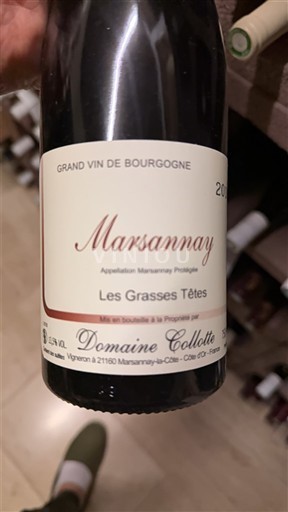 GRAND VIN DE BOURGOGNE
Marsannay
VINIOU
Appellation Marsannay Protégée
Les Grasses Têtes
Mis en bouteille à la Propriété par
Domaine Collotte
Vigneron à 21160 Marsannay-la-Côte - Côte d'Or - France